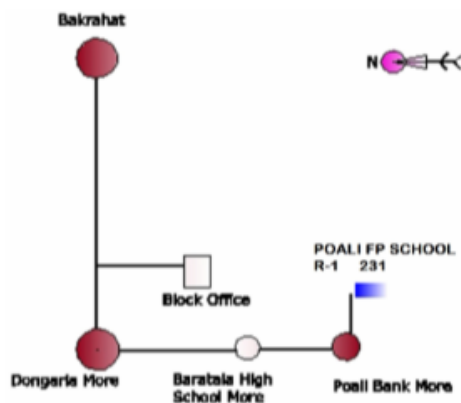 Bakrahat
N
POALI FP SCHOOL
R-1 231
Block Office
Dongaria More
Baratala High
School More
Poali Bank More